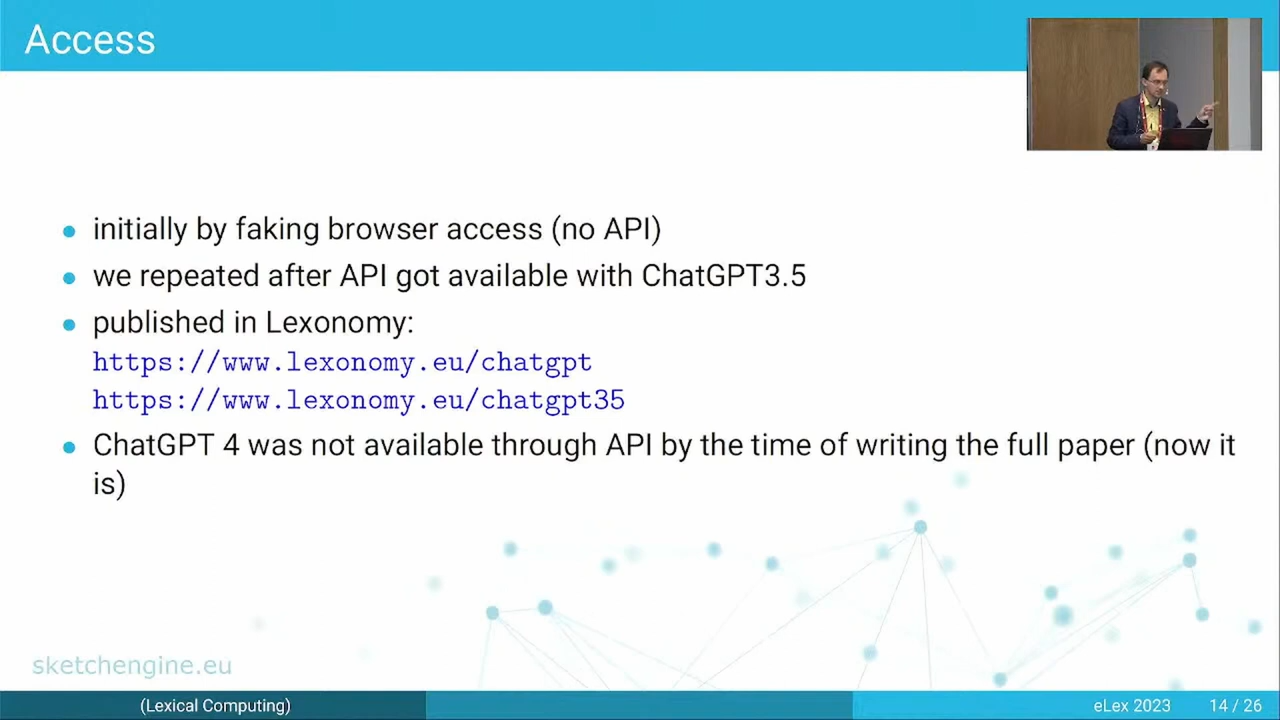 Access
initially by faking browser access (no API)
we repeated after API got available with ChatGPT3.5
published in Lexonomy:
https://www.lexonomy.eu/chatgpt
https://www.lexonomy.eu/chatgpt35
ChatGPT 4 was not available through API by the time of writing the full paper (now it
is)
sketchengine.eu
(Lexical Computing)
eLex 2023
14 / 26